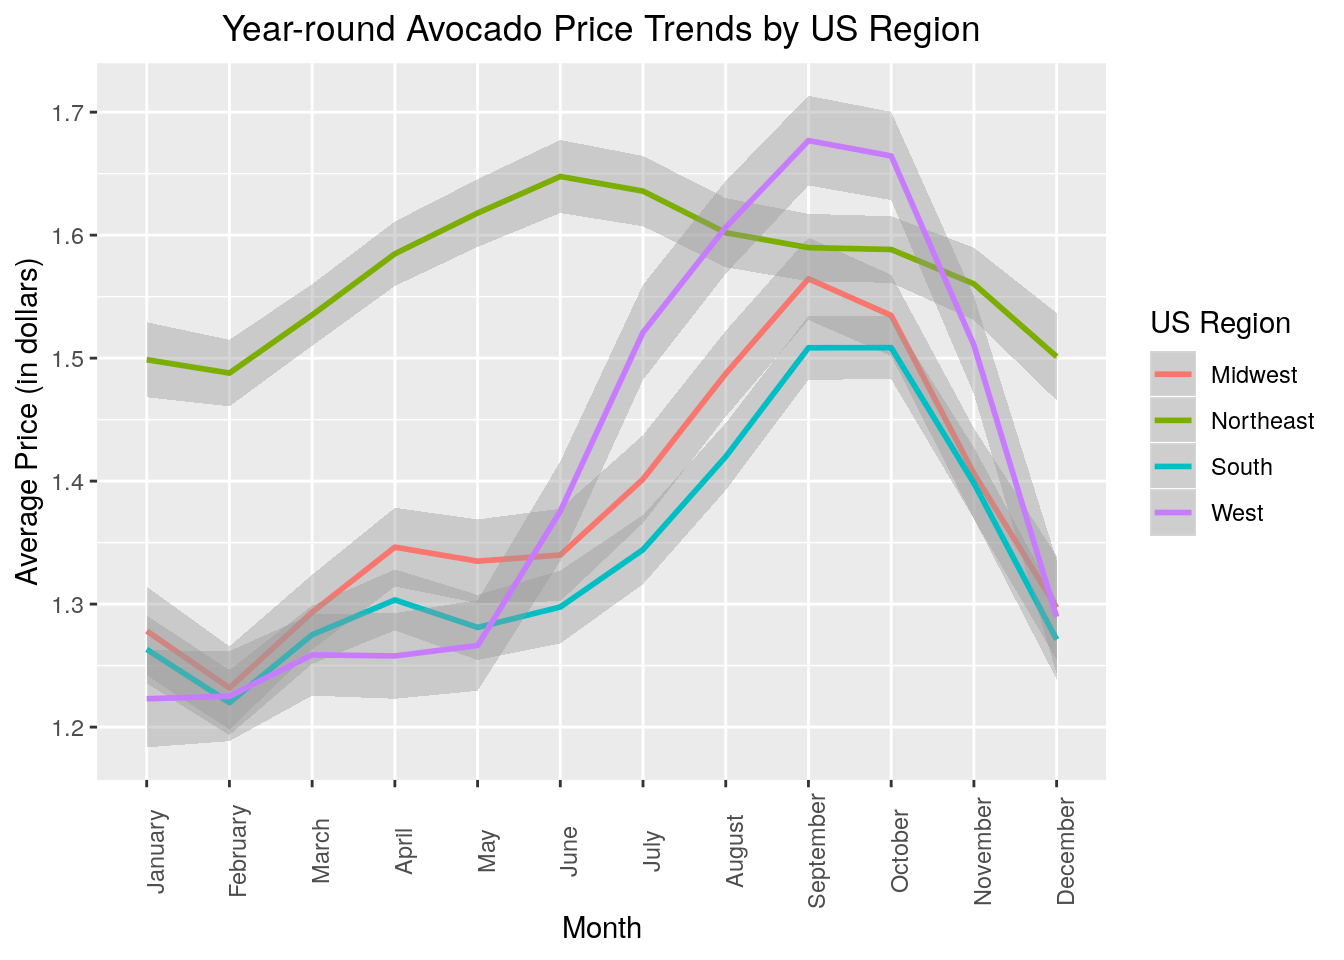 Year-round Avocado Price Trends by US Region
Average Price (in dollars)
1.7
1.6
1.5
1.4
1.3
1.2
January
February
March
April
May
June
July
August
September
October
November
December
Month
US Region
Midwest
Northeast
South
West